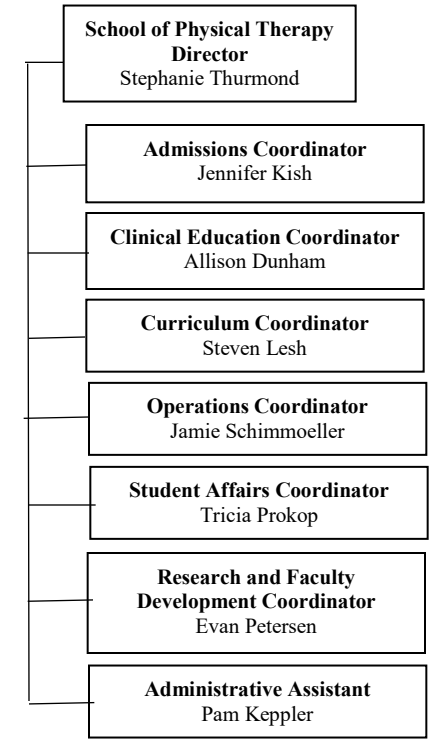 School of Physical Therapy
Director
Stephanie Thurmond
Admissions Coordinator
Jennifer Kish
Clinical Education Coordinator
Allison Dunham
Curriculum Coordinator
Steven Lesh
Operations Coordinator
Jamie Schimmoeller
Student Affairs Coordinator
Tricia Prokop
Research and Faculty
Development Coordinator
Evan Petersen
Administrative Assistant
Pam Keppler